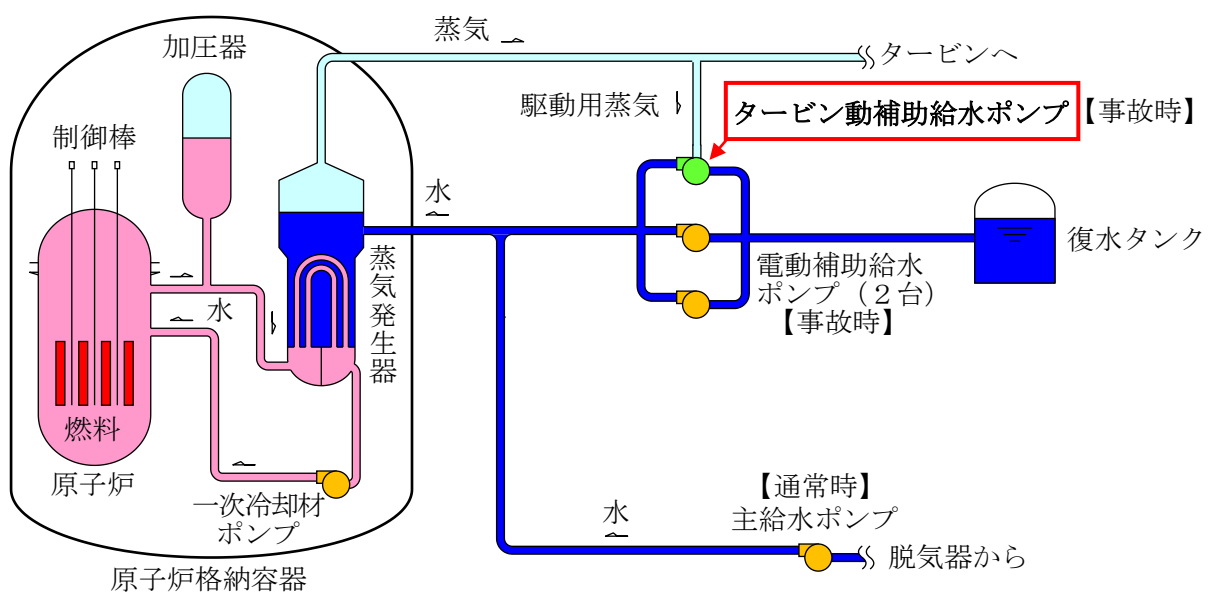 蒸気
タービンへ
加圧器
駆動用蒸気
タービン動補助給水ポンプ【事故時】
制御棒
水
復水タンク
電動補助給水
ポンプ（２台）
【事故時】
水
蒸気発生器
燃料
原子炉
一次冷却材
ポンプ
【通常時】
主給水ポンプ
水
脱気器から
原子炉格納容器